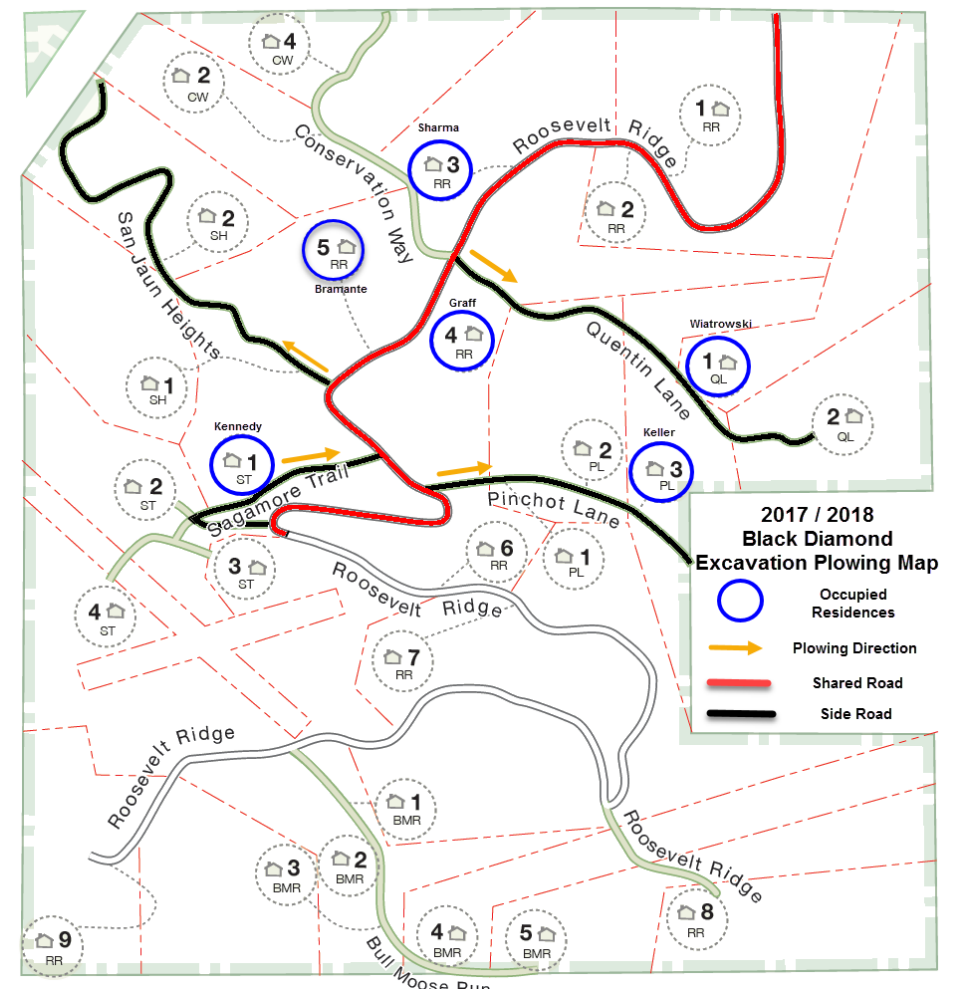 4
CW
2
CW
Sharma
3
RR
Conservation Way
Roosevelt Ridge
1
RR
2
RR
2
SH
San Jaun Heights
5
RR
Bramante
Graff
4
RR
Quentin Lane
Wiatrowski
1
QL
2
QL
1
SH
Kennedy
1
ST
Sagamore Trail
2
ST
3
ST
4
ST
2
PL
Keller
3
PL
Pinchot Lane
1
PL
6
RR
Roosevelt Ridge
7
RR
2017 / 2018
Black Diamond
Excavation Plowing Map
Occupied
Residences
Plowing Direction
Shared Road
Side Road
Roosevelt Ridge
1
BMR
2
BMR
3
BMR
Roosevelt Ridge
8
RR
9
RR
4
BMR
5
BMR
Bull Moose Run